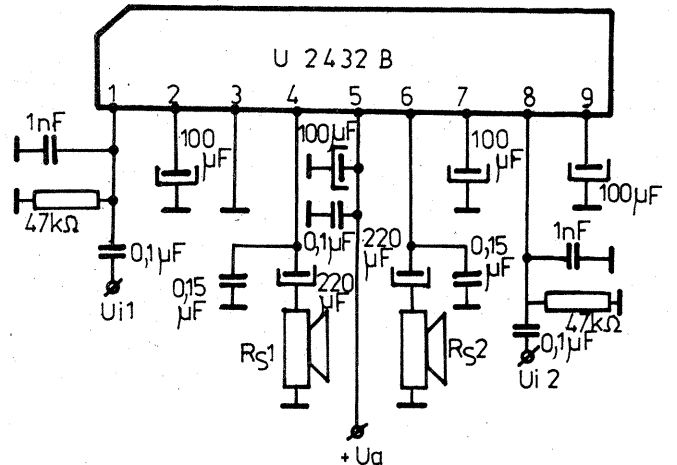 U 2432 B
1 2 3 4 5 6 7 8 9
1nF
47kΩ
0,1µF
Ui1
100
µF
100µF
0,1µF
0,15
µF
220
µF
RS1
+Ua
220
µF
100
µF
0,15
µF
RS2
100µF
1nF
47kΩ
0,1µF
Ui 2